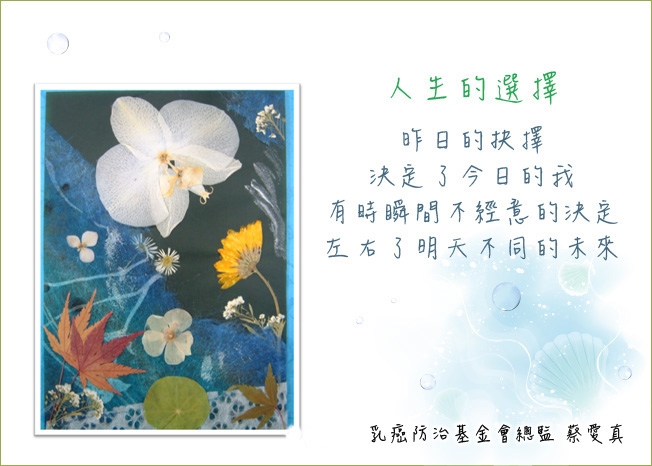 人生的選擇
昨日的抉擇
決定了今日的我
有時瞬間不經意的決定
左右了明天不同的未來
乳癌防治基金會總監 蔡愛真